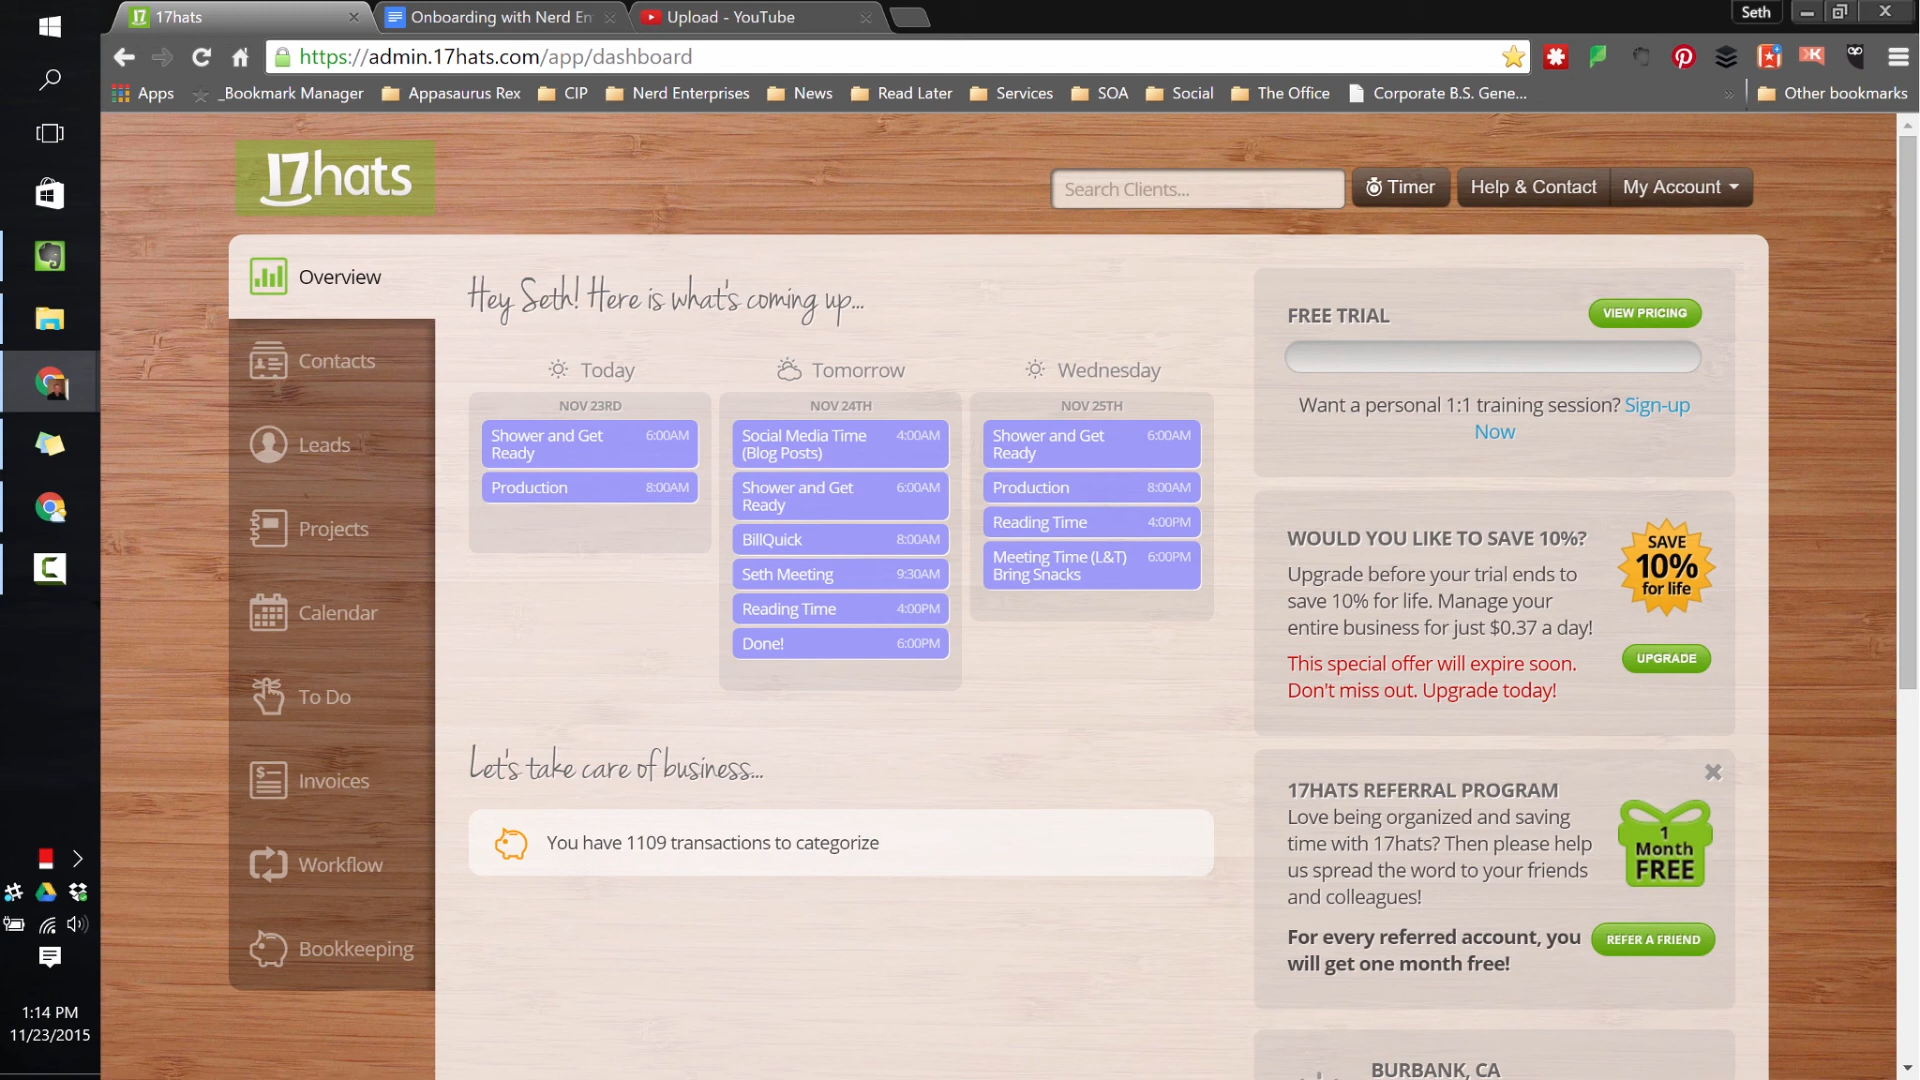 17hats
Onboarding with Nerd En
Upload - YouTube
Seth
https://admin.17hats.com/app/dashboard
Apps
_Bookmark Manager
Appasaurus Rex
CIP
Nerd Enterprises
News
Read Later
Services
SOA
Social
The Office
Corporate B.S. Gene...
»
Other bookmarks
17hats
Search Clients...
Timer
Help & Contact
My Account
Overview
Contacts
Leads
Projects
Calendar
To Do
Invoices
Workflow
Bookkeeping
Hey Seth! Here is what's coming up...
Today
NOV 23RD
Shower and Get
Ready
6:00AM
Production
8:00AM
Tomorrow
NOV 24TH
Social Media Time
(Blog Posts)
4:00AM
Shower and Get
Ready
6:00AM
BillQuick
8:00AM
Seth Meeting
9:30AM
Reading Time
4:00PM
Done!
6:00PM
Wednesday
NOV 25TH
Shower and Get
Ready
6:00AM
Production
8:00AM
Reading Time
4:00PM
Meeting Time (L&T)
Bring Snacks
6:00PM
Let's take care of business...
You have 1109 transactions to categorize
FREE TRIAL
VIEW PRICING
Want a personal 1:1 training session? Sign-up
Now
WOULD YOU LIKE TO SAVE 10%?
Upgrade before your trial ends to
save 10% for life. Manage your
entire business for just $0.37 a day!
This special offer will expire soon.
Don't miss out. Upgrade today!
SAVE
10%
for life
UPGRADE
17HATS REFERRAL PROGRAM
Love being organized and saving
time with 17hats? Then please help
us spread the word to your friends
and colleagues!
1
Month
FREE
For every referred account, you
will get one month free!
REFER A FRIEND
BURBANK, CA
1:14 PM
11/23/2015